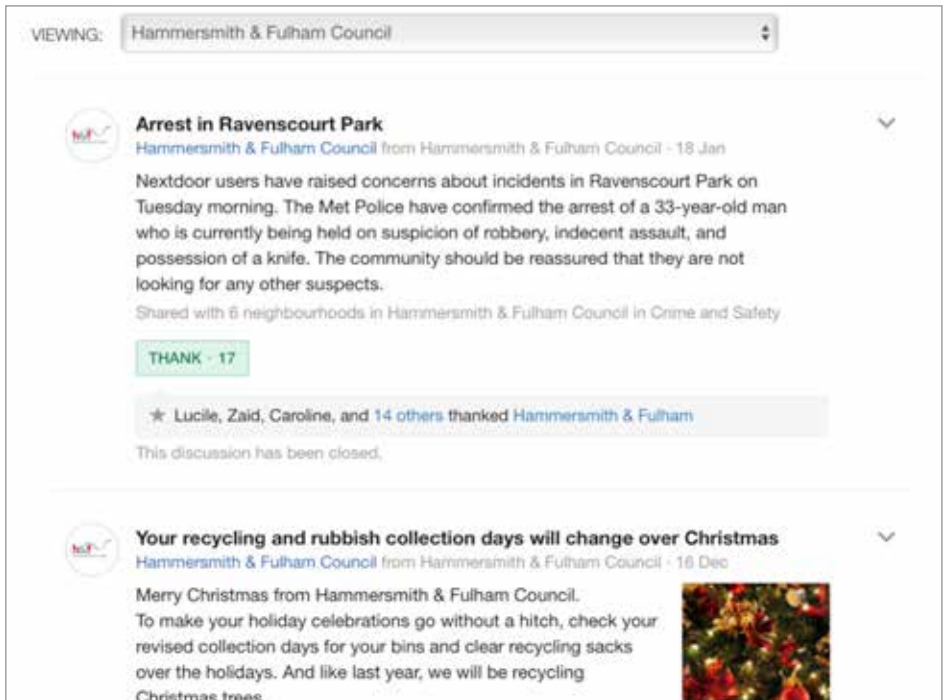 VIEWING: Hammersmith & Fulham Council
Arrest in Ravenscourt Park
Hammersmith & Fulham Council from Hammersmith & Fulham Council · 18 Jan
Nextdoor users have raised concerns about incidents in Ravenscourt Park on
Tuesday morning. The Met Police have confirmed the arrest of a 33-year-old man
who is currently being held on suspicion of robbery, indecent assault, and
possession of a knife. The community should be reassured that they are not
looking for any other suspects.
Shared with 6 neighbourhoods in Hammersmith & Fulham Council in Crime and Safety
THANK · 17
★ Lucile, Zaid, Caroline, and 14 others thanked Hammersmith & Fulham
This discussion has been closed.
Your recycling and rubbish collection days will change over Christmas
Hammersmith & Fulham Council from Hammersmith & Fulham Council · 16 Dec
Merry Christmas from Hammersmith & Fulham Council.
To make your holiday celebrations go without a hitch, check your
revised collection days for your bins and clear recycling sacks
over the holidays. And like last year, we will be recycling
Christmas trees